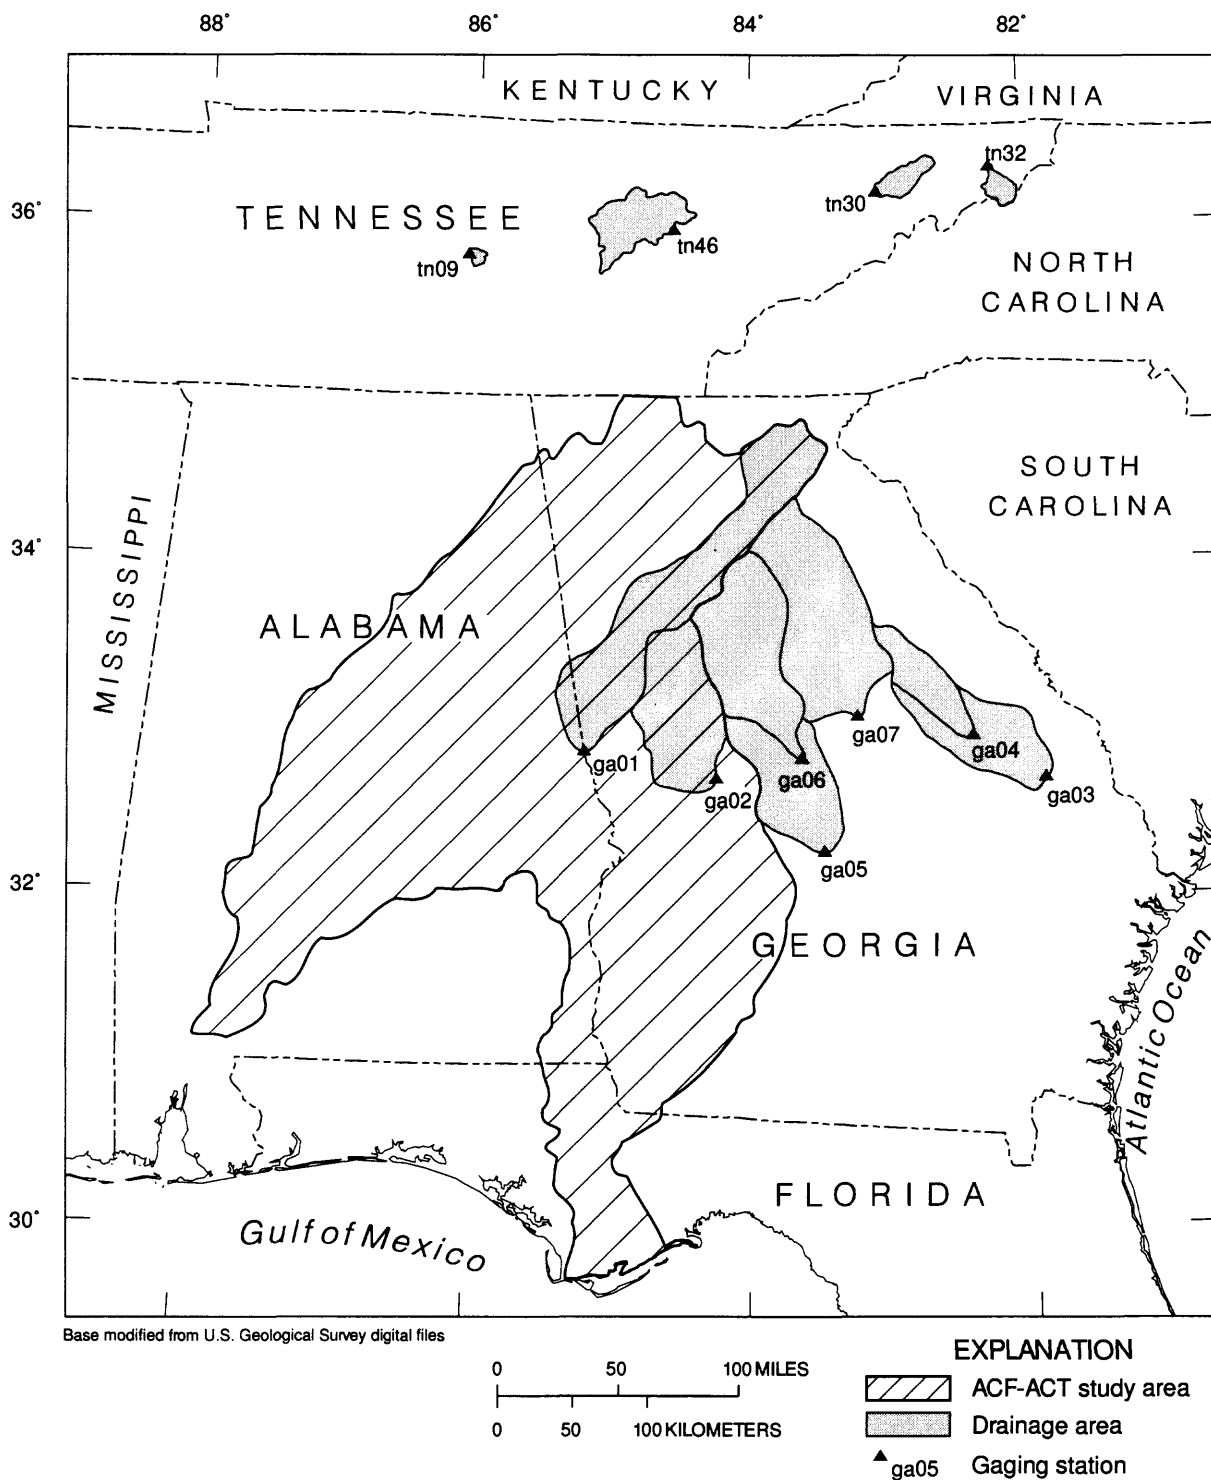 88° 86° 84° 82°
KENTUCKY
VIRGINIA
tn32
36°
TENNESSEE
tn30
tn46
tn09
NORTH
CAROLINA
SOUTH
CAROLINA
MISSISSIPPI
34°
ALABAMA
ga01
ga02
ga06
ga07
ga04
ga03
ga05
32°
GEORGIA
Atlantic Ocean
FLORIDA
30°
Gulf of Mexico
Base modified from U.S. Geological Survey digital files
0 50 100 MILES
0 50 100 KILOMETERS
EXPLANATION
ACF-ACT study area
Drainage area
ga05 Gaging station